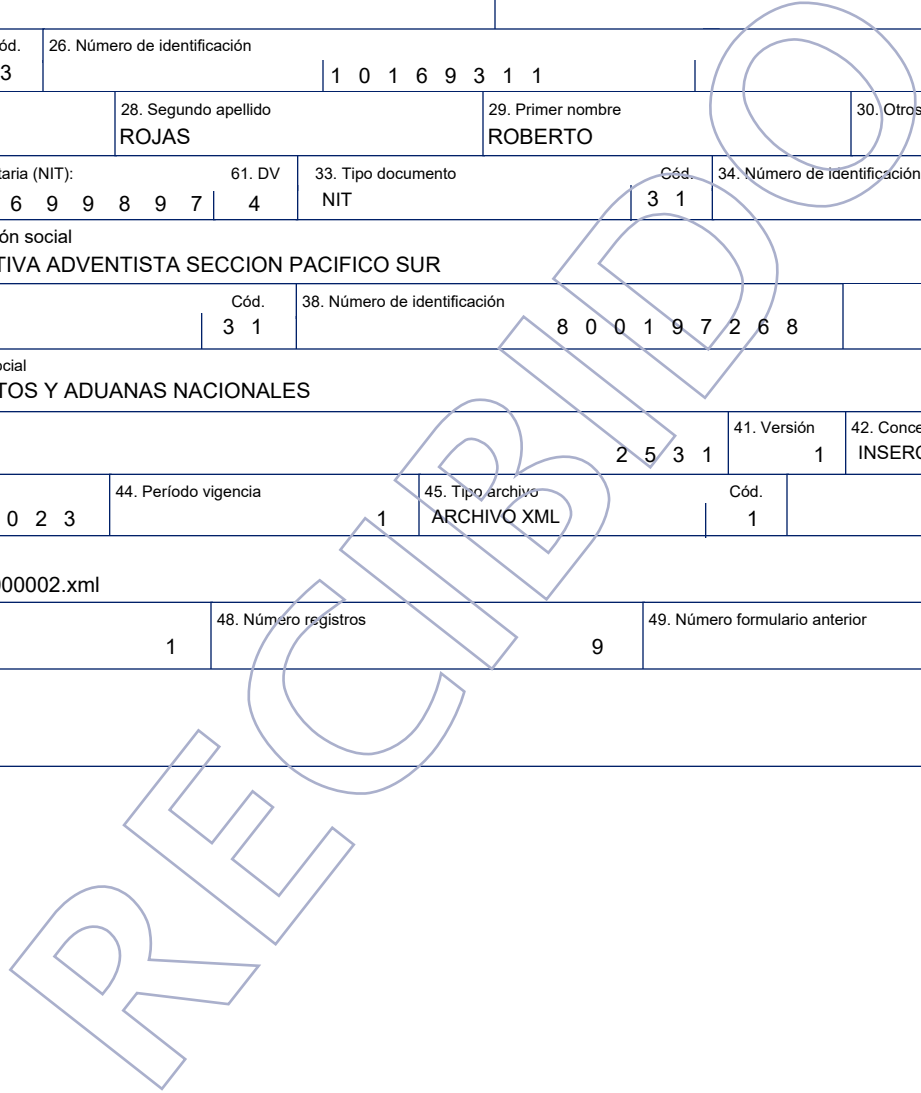 ód. 26. Número de identificación
3 1 0 1 6 9 3 1 1
28. Segundo apellido 29. Primer nombre 30. Otros
ROJAS ROBERTO
taria (NIT): 61. DV 33. Tipo documento Cód. 34. Número de identificación
6 9 9 8 9 7 4 NIT 3 1
ón social
TIVA ADVENTISTA SECCION PACIFICO SUR
Cód. 38. Número de identificación
3 1 8 0 0 1 9 7 2 6 8
ocial
TOS Y ADUANAS NACIONALES
41. Versión 42. Conce
2 5 3 1 1 INSERC
44. Período vigencia 45. Tipo archivo Cód.
0 2 3 1 ARCHIVO XML 1
000002.xml
48. Número registros 49. Número formulario anterior
1 9
RECIBIDO